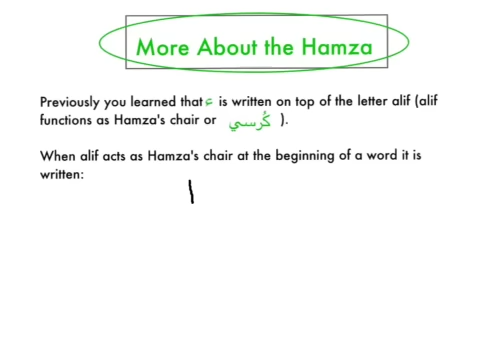 More About the Hamza
Previously you learned that ء is written on top of the letter alif (alif
functions as Hamza's chair or كُرسي ).
When alif acts as Hamza's chair at the beginning of a word it is
written:
ا